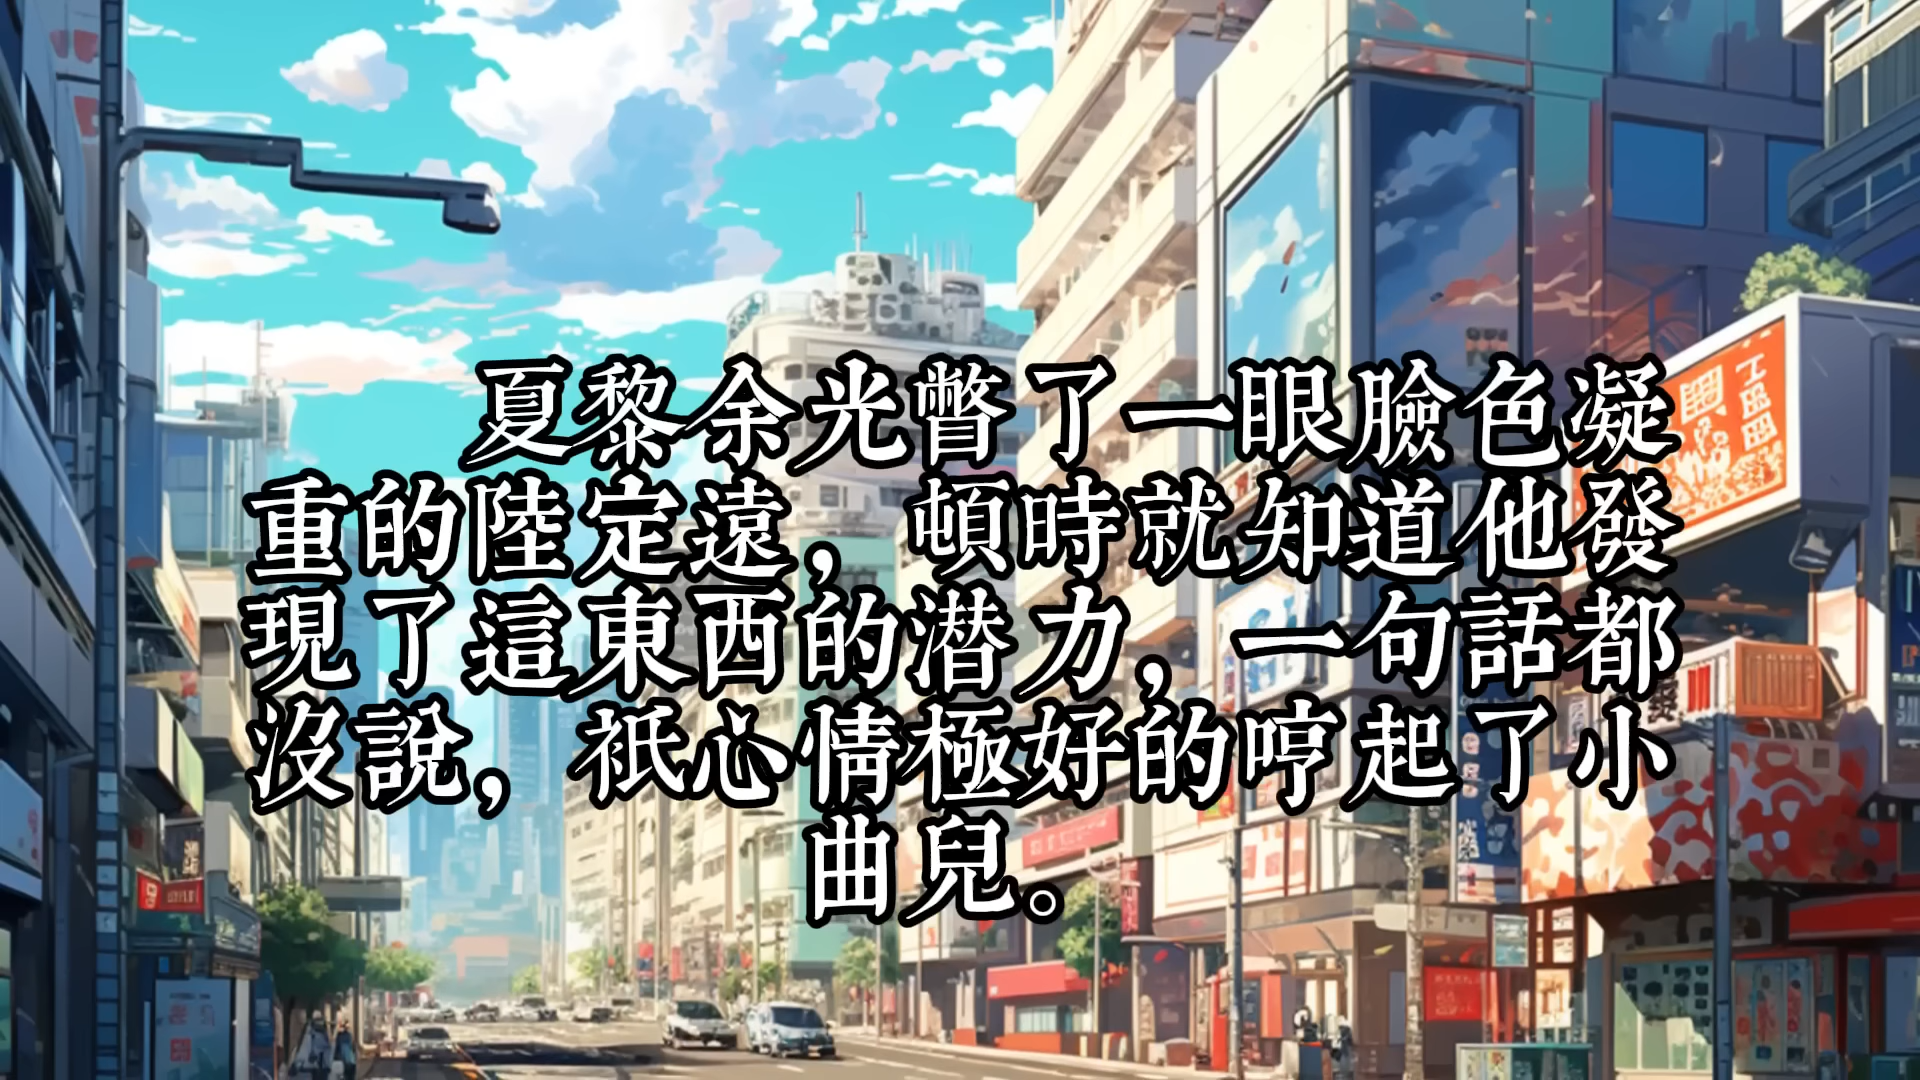 夏黎余光瞥了一眼臉色凝
重的陸定遠，頓時就知道他發
現了這東西的潛力，一句話都
沒說，衹心情極好的哼起了小
曲兒。